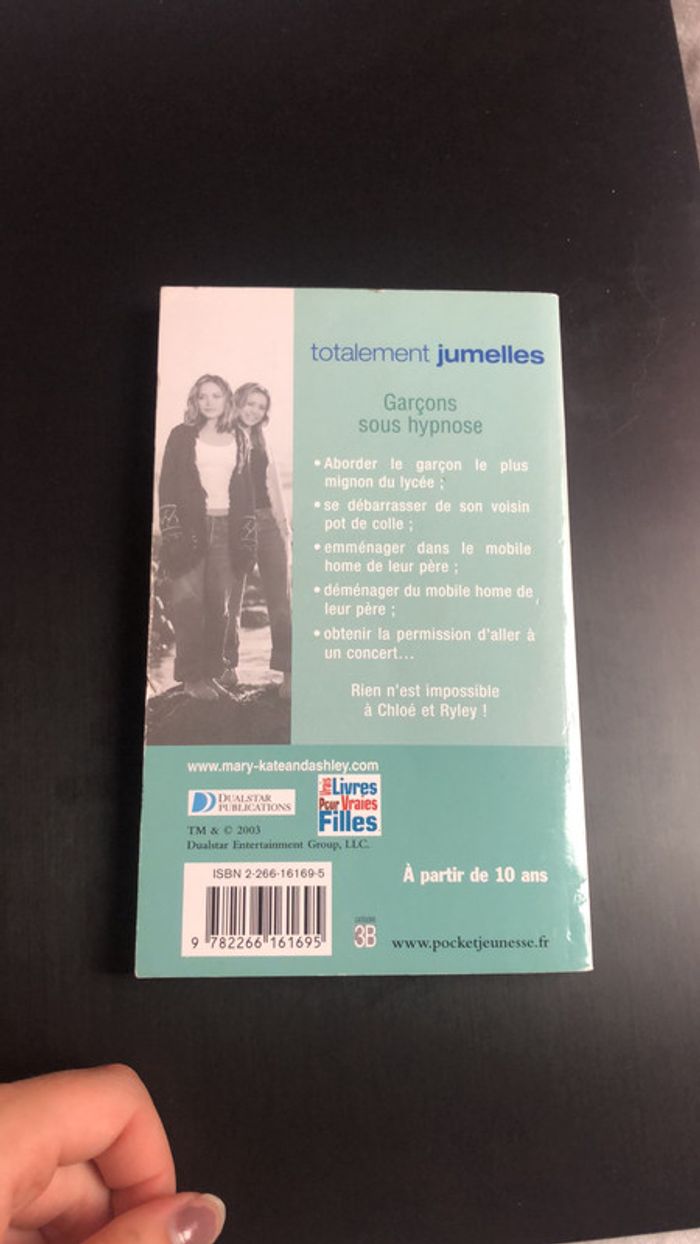 totalement jumelles
Garçons
sous hypnose
• Aborder le garçon le plus
mignon du lycée ;
• se débarrasser de son voisin
pot de colle ;
• emménager dans le mobile
home de leur père ;
• déménager du mobile home de
leur père ;
• obtenir la permission d'aller à
un concert...
Rien n'est impossible
à Chloé et Ryley !
www.mary-kateandashley.com
DUALSTAR
PUBLICATIONS
Vrais Livres
Pour Vraies
Filles
TM & © 2003
Dualstar Entertainment Group, LLC.
À partir de 10 ans
ISBN 2-266-16169-5
9 782266 161695
CATÉGORIE
3B
www.pocketjeunesse.fr